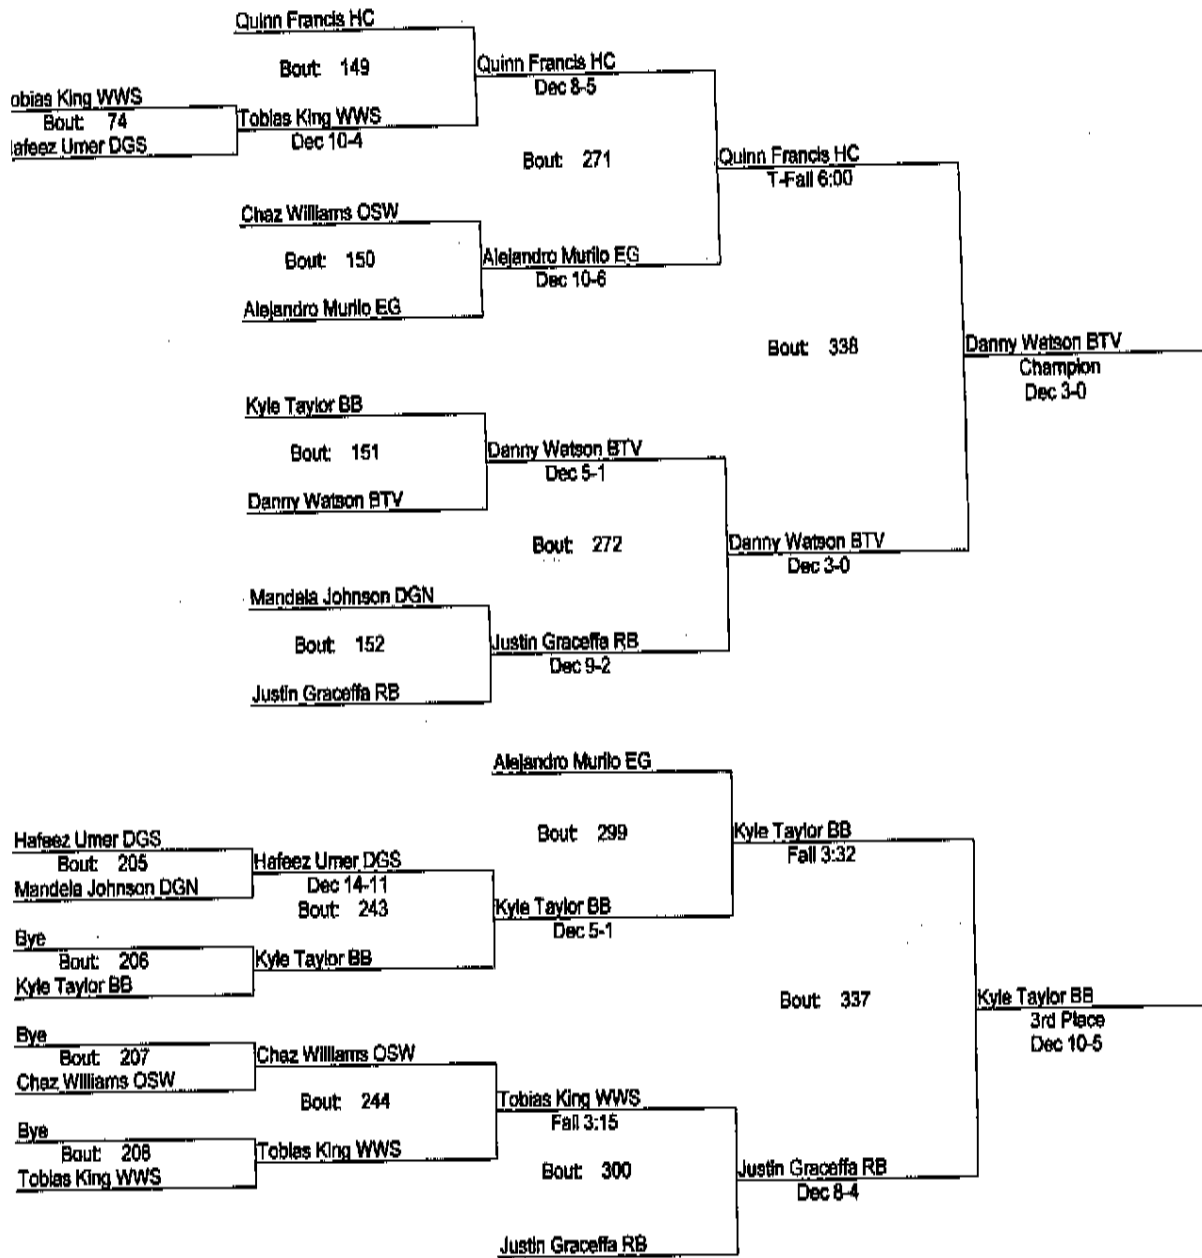 Quinn Francis HC
Bout: 149
Quinn Francis HC
Dec 8-5
obias King WWS
Bout: 74
Tobias King WWS
Dec 10-4
lafeez Umer DGS
Bout: 271
Quinn Francis HC
T-Fall 6:00
Chaz Williams OSW
Bout: 150
Alejandro Murilo EG
Dec 10-6
Alejandro Murilo EG
Bout: 338
Danny Watson BTV
Champion
Dec 3-0
Kyle Taylor BB
Bout: 151
Danny Watson BTV
Dec 5-1
Danny Watson BTV
Bout: 272
Danny Watson BTV
Dec 3-0
Mandela Johnson DGN
Bout: 152
Justin Graceffa RB
Dec 9-2
Justin Graceffa RB
Alejandro Murilo EG
Bout: 299
Kyle Taylor BB
Fall 3:32
Hafeez Umer DGS
Bout: 205
Hafeez Umer DGS
Dec 14-11
Mandela Johnson DGN
Bout: 243
Kyle Taylor BB
Dec 5-1
Bye
Bout: 206
Kyle Taylor BB
Kyle Taylor BB
Bout: 337
Kyle Taylor BB
3rd Place
Dec 10-5
Bye
Bout: 207
Chaz Williams OSW
Chaz Williams OSW
Bout: 244
Tobias King WWS
Fall 3:15
Bye
Bout: 208
Tobias King WWS
Tobias King WWS
Bout: 300
Justin Graceffa RB
Dec 8-4
Justin Graceffa RB